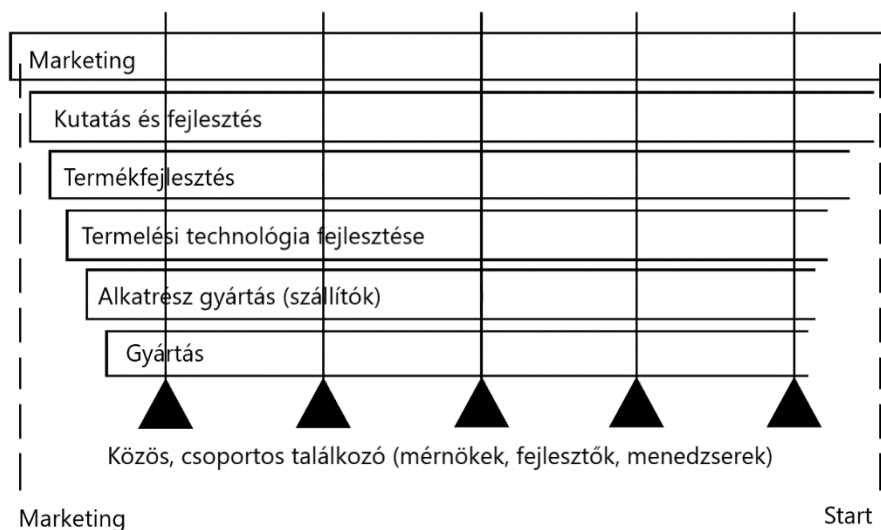 Marketing
Kutatás és fejlesztés
Termékfejlesztés
Termelési technológia fejlesztése
Alkatrész gyártás (szállítók)
Gyártás
Közös, csoportos találkozó (mérnökek, fejlesztők, menedzserek)
Marketing
Start